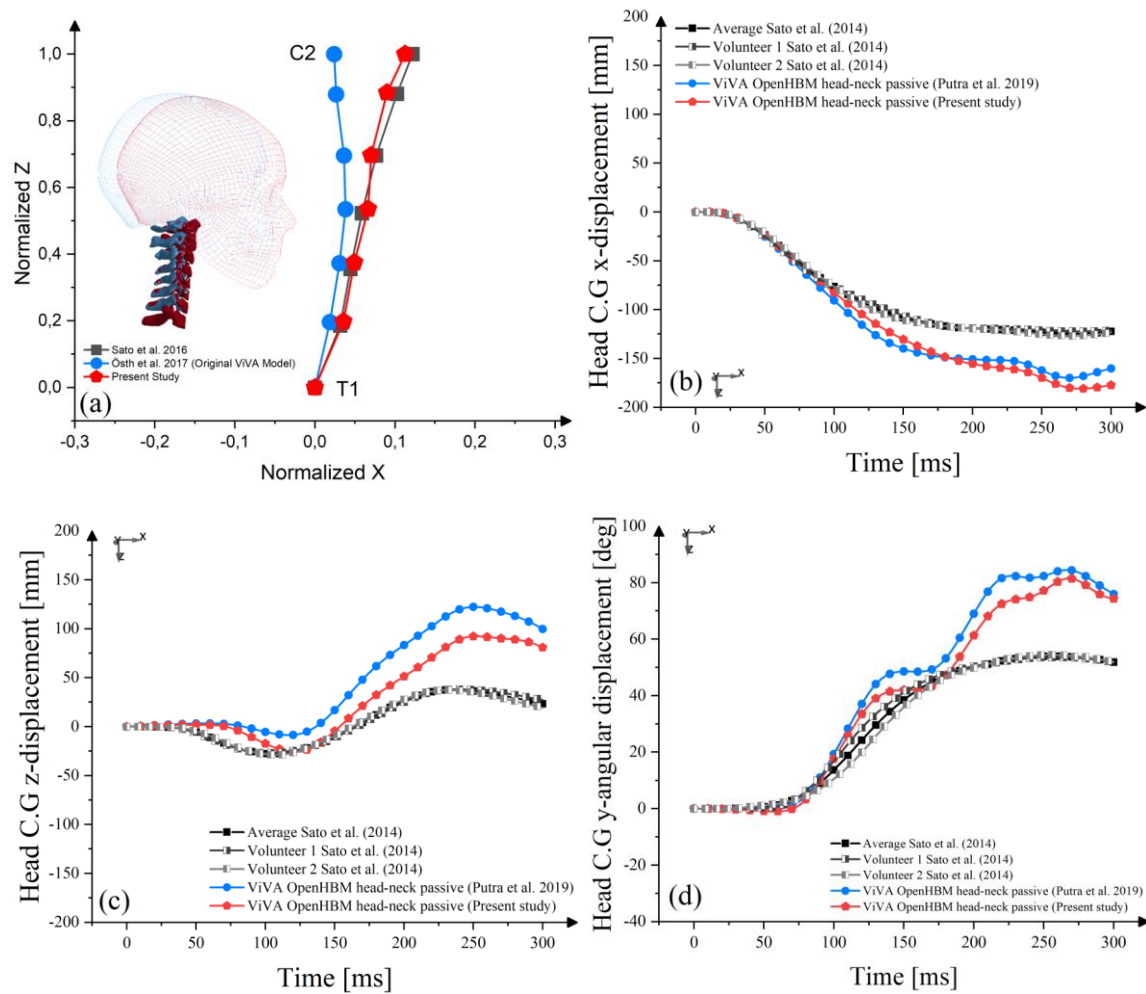 1,0
0,8
0,6
0,4
0,2
0,0
Normalized Z
C2
T1
Sato et al. 2016
Östh et al. 2017 (Original ViVA Model)
Present Study
(a)
-0,3
-0,2
-0,1
0,0
0,1
0,2
0,3
Normalized X
200
150
100
50
0
-50
-100
-150
-200
Head C.G x-displacement [mm]
Average Sato et al. (2014)
Volunteer 1 Sato et al. (2014)
Volunteer 2 Sato et al. (2014)
ViVA OpenHBM head-neck passive (Putra et al. 2019)
ViVA OpenHBM head-neck passive (Present study)
Y
X
Z
(b)
0
50
100
150
200
250
300
Time [ms]
200
150
100
50
0
-50
-100
-150
-200
Head C.G z-displacement [mm]
Y
X
Z
Average Sato et al. (2014)
Volunteer 1 Sato et al. (2014)
Volunteer 2 Sato et al. (2014)
ViVA OpenHBM head-neck passive (Putra et al. 2019)
ViVA OpenHBM head-neck passive (Present study)
(c)
0
50
100
150
200
250
300
Time [ms]
100
80
60
40
20
0
-20
-40
Head C.G y-angular displacement [deg]
Y
X
Z
Average Sato et al. (2014)
Volunteer 1 Sato et al. (2014)
Volunteer 2 Sato et al. (2014)
ViVA OpenHBM head-neck passive (Putra et al. 2019)
ViVA OpenHBM head-neck passive (Present study)
(d)
0
50
100
150
200
250
300
Time [ms]